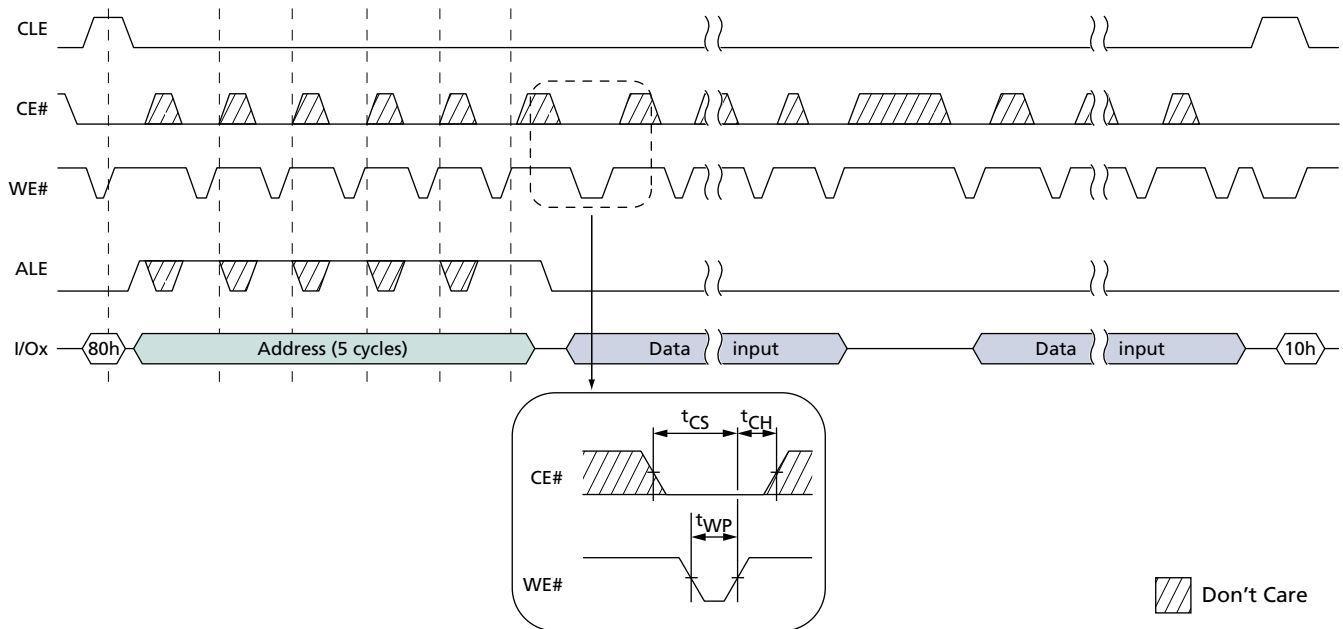 CLE
CE#
WE#
ALE
I/Ox 80h Address (5 cycles) Data input Data input 10h
tCS tCH
CE#
tWP
WE#
Don't Care